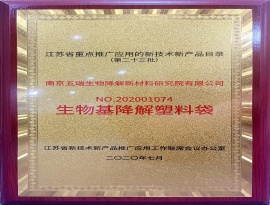 江苏省重点推广应用的新技术新产品目录
(第二十三批)
南京五瑞生物降解新材料研究院有限公司
NO.202001074
生物基降解塑料袋
江苏省新技术新产品推广应用工作联席会议办公室
二〇二〇年七月